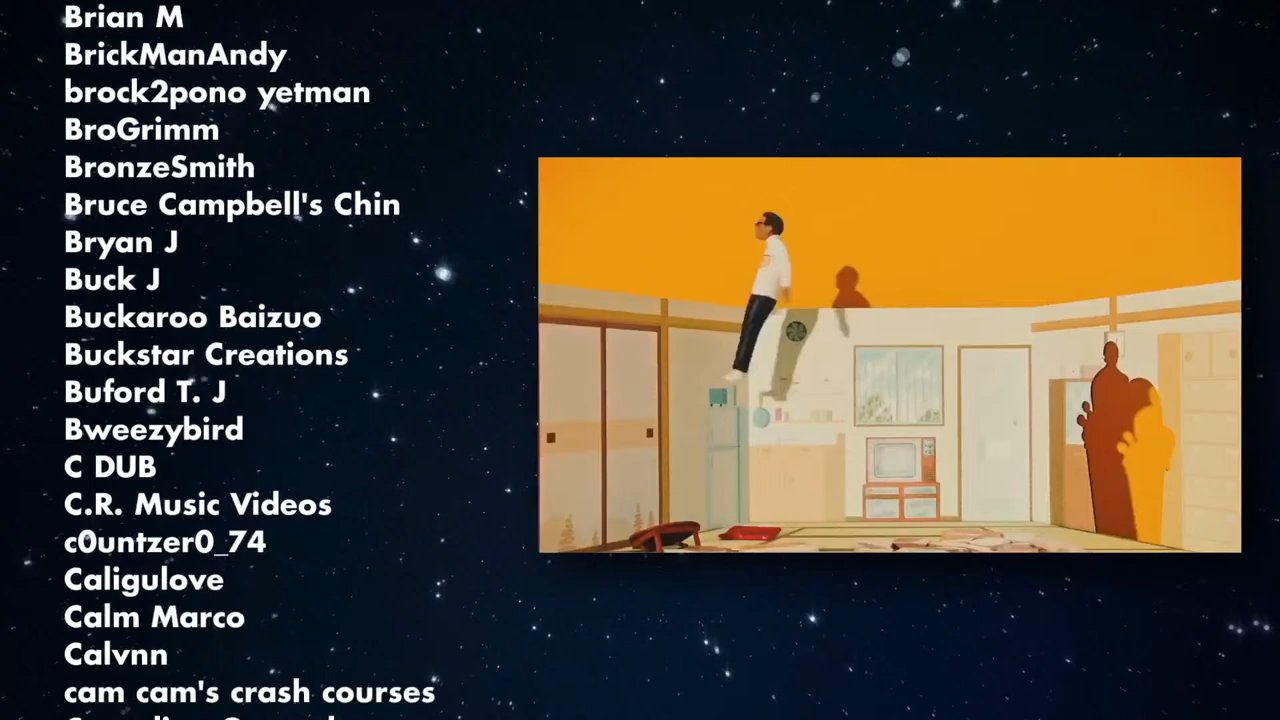 Brian M
BrickManAndy
brock2pono yetman
BroGrimm
BronzeSmith
Bruce Campbell's Chin
Bryan J
Buck J
Buckaroo Baizuo
Buckstar Creations
Buford T. J
Bweezybird
C DUB
C.R. Music Videos
c0untzer0_74
Caligulove
Calm Marco
Calvnn
cam cam's crash courses